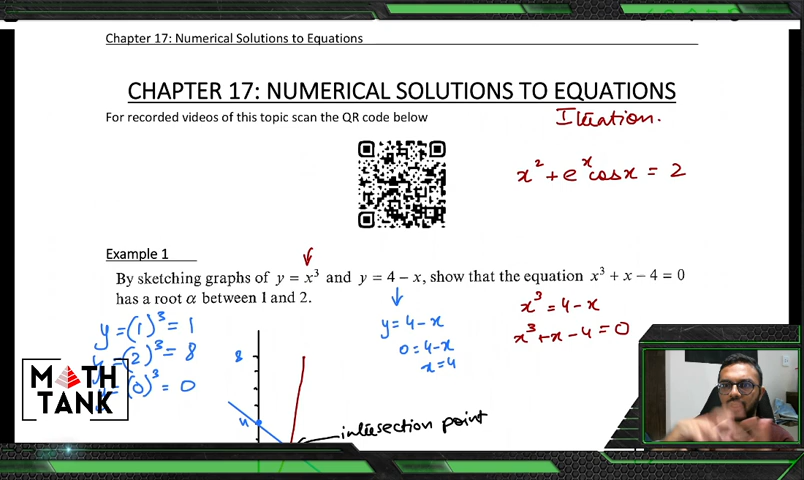 Chapter 17: Numerical Solutions to Equations
CHAPTER 17: NUMERICAL SOLUTIONS TO EQUATIONS
For recorded videos of this topic scan the QR code below
Iteration.
x² + eˣcosx = 2
Example 1
By sketching graphs of y = x³ and y = 4 – x, show that the equation x³ + x – 4 = 0
has a root α between 1 and 2.
x³ = 4 - x
x³ + x - 4 = 0
y = (1)³ = 1
(2)³ = 8
(0)³ = 0
y = 4 - x
0 = 4 - x
x = 4
8
4
intersection point
MATH
TANK